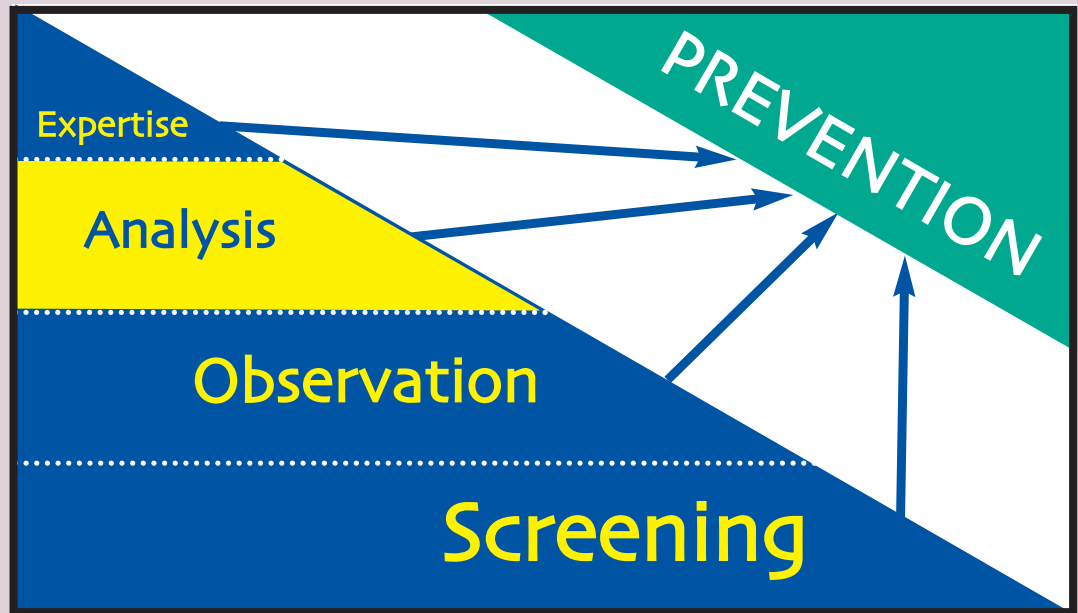 PREVENTION
Expertise
Analysis
Observation
Screening